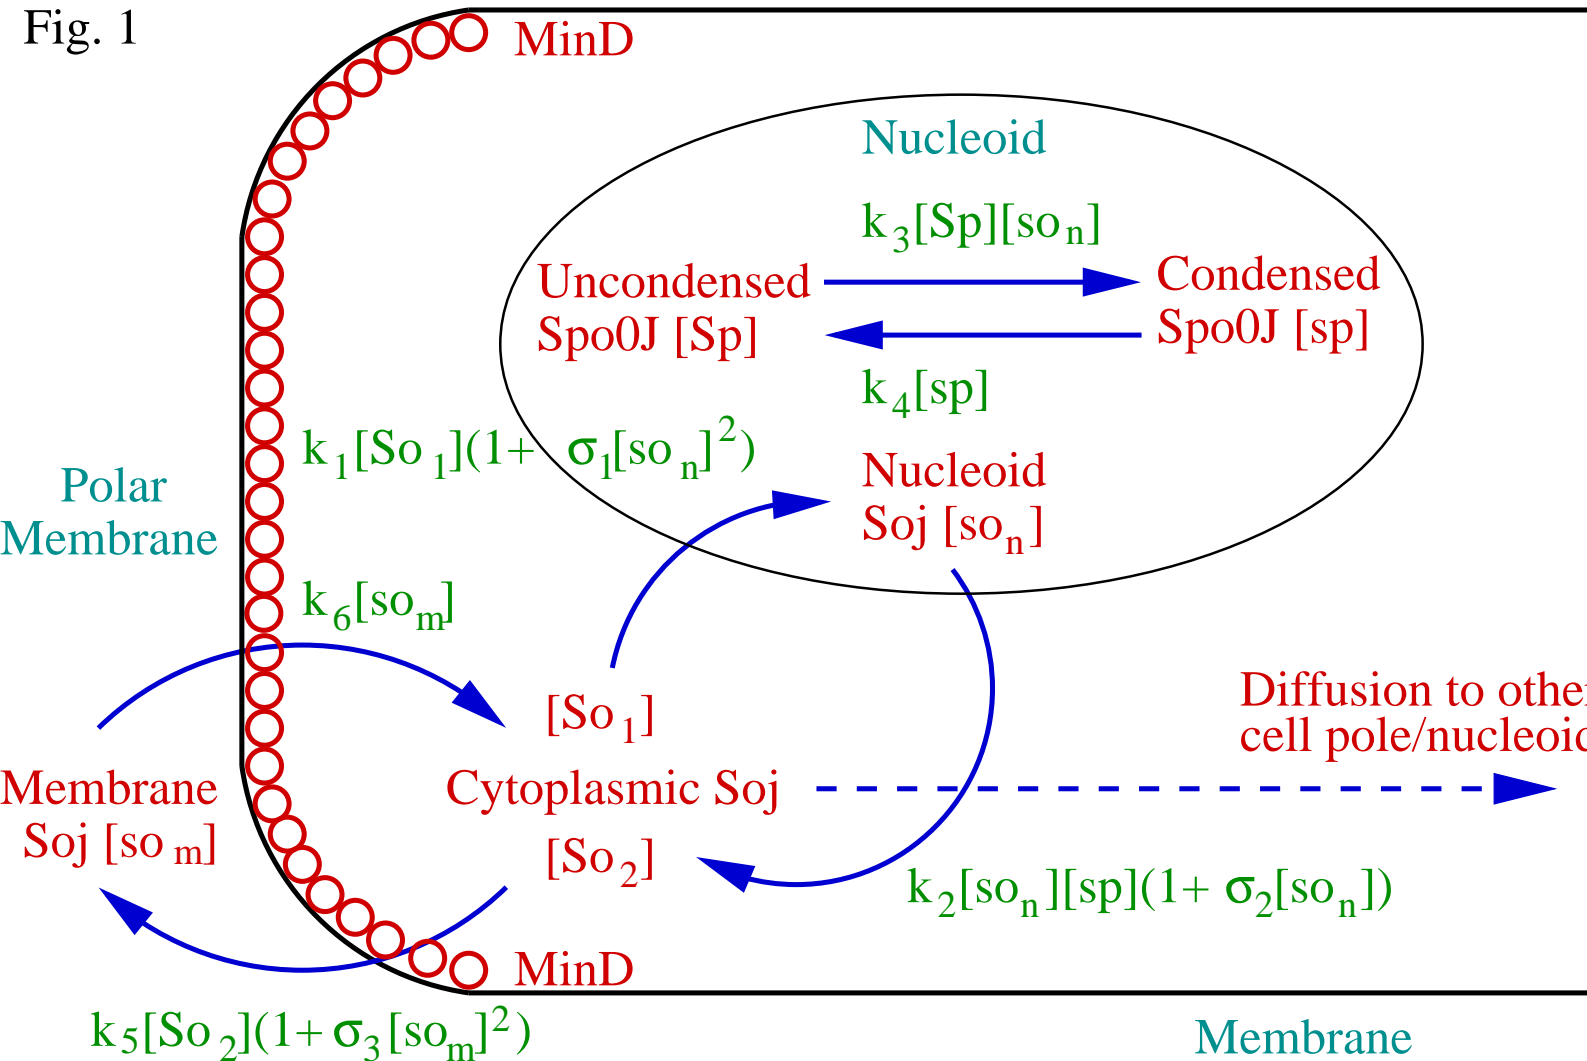 Fig. 1
MinD
Nucleoid
k₃[Sp][soₙ]
Uncondensed
Spo0J [Sp]
Condensed
Spo0J [sp]
k₄[sp]
k₁[So₁](1+ σ₁[soₙ]²)
Nucleoid
Soj [soₙ]
Polar
Membrane
k₆[soₘ]
[So₁]
Cytoplasmic Soj
[So₂]
Diffusion to othe
cell pole/nucleoid
Membrane
Soj [soₘ]
k₂[soₙ][sp](1+ σ₂[soₙ])
MinD
k₅[So₂](1+ σ₃[soₘ]²)
Membrane